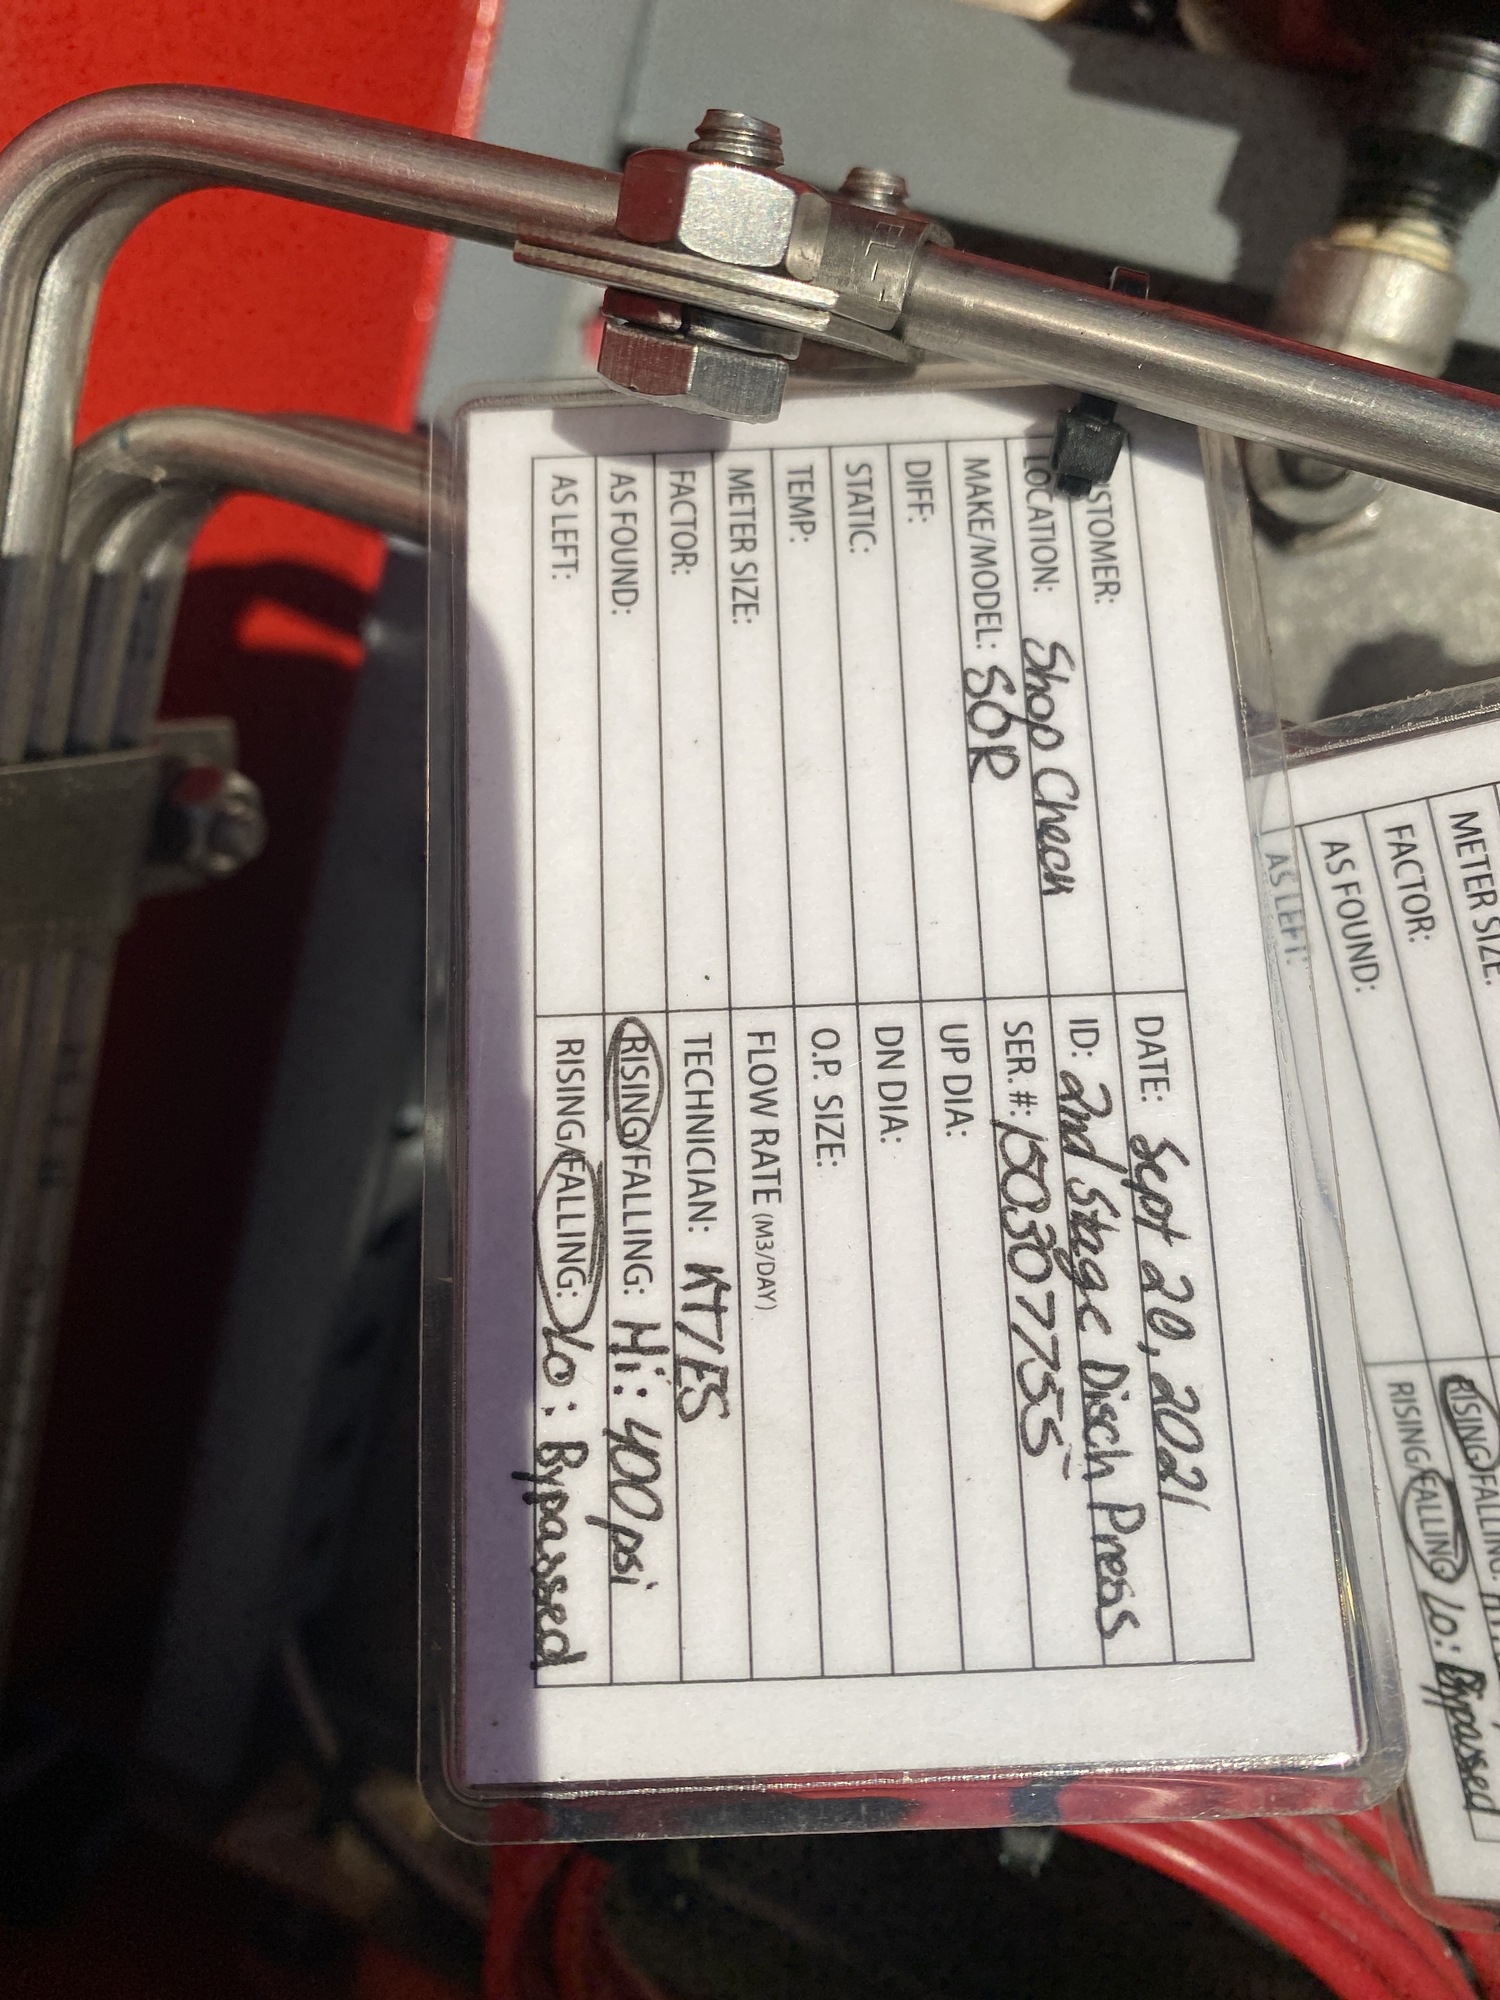 STOMER:
DATE: Sept 20, 2021
LOCATION: Shop Check
ID: 2nd Stage Disch Press
MAKE/MODEL: SOR
SER. #: 150307755
DIFF:
UP DIA:
STATIC:
DN DIA:
TEMP:
O.P. SIZE:
METER SIZE:
FLOW RATE (M3/DAY)
FACTOR:
TECHNICIAN: KT/ES
AS FOUND:
RISING/FALLING: Hi: 400 psi
AS LEFT:
RISING/FALLING: Lo: Bypassed
METER SIZE:
FACTOR:
AS FOUND:
RISING/FALLING:
AS LEFT:
RISING/FALLING Lo: Bypassed